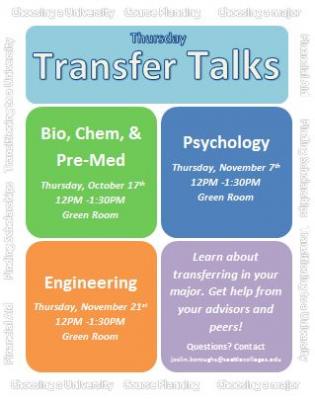 Choosing a University Course Planning Choosing a major
Thursday
Transfer Talks
Bio, Chem, &
Pre-Med
Thursday, October 17th
12PM -1:30PM
Green Room
Psychology
Thursday, November 7th
12PM -1:30PM
Green Room
Engineering
Thursday, November 21st
12PM -1:30PM
Green Room
Learn about
transferring in your
major. Get help from
your advisors and
peers!
Questions? Contact
Financial Aid Finding Scholarships Transitioning to a University
Financial Aid Finding Scholarships Transitioning to a University
Choosing a University Course Planning Choosing a major